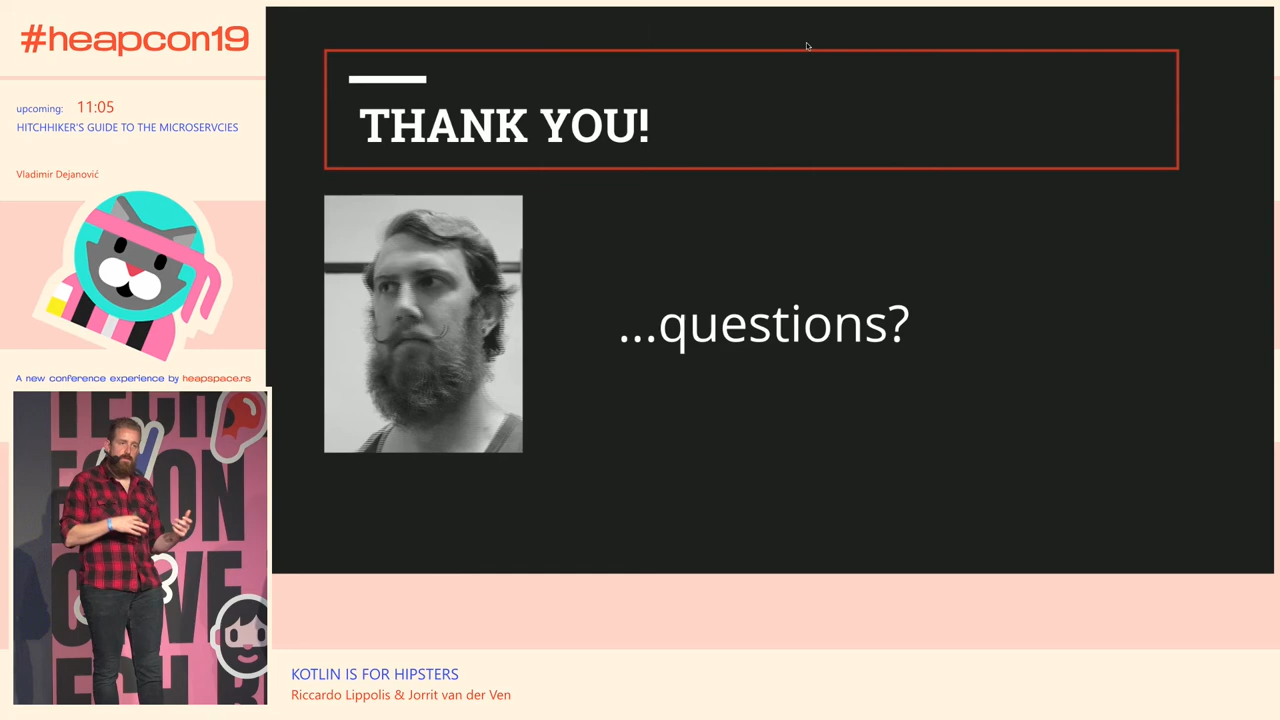 #heapcon19
upcoming: 11:05
HITCHHIKER'S GUIDE TO THE MICROSERVCIES
Vladimir Dejanović
A new conference experience by heapspace.rs
THANK YOU!
...questions?
KOTLIN IS FOR HIPSTERS
Riccardo Lippolis & Jorrit van der Ven